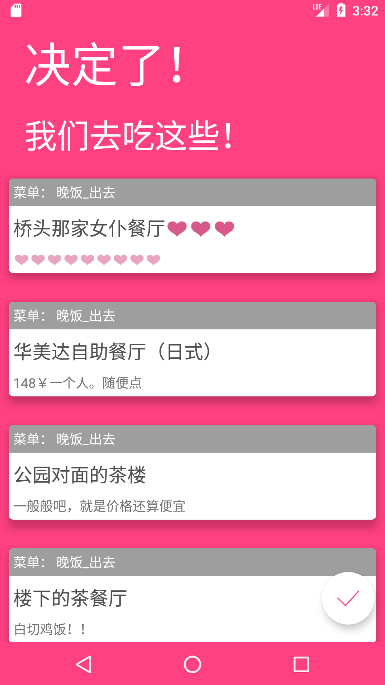 LTE 3:32
决定了！
我们去吃这些！
菜单： 晚饭_出去
桥头那家女仆餐厅❤❤❤
❤❤❤❤❤❤❤❤❤
菜单： 晚饭_出去
华美达自助餐厅（日式）
148￥一个人。随便点
菜单： 晚饭_出去
公园对面的茶楼
一般般吧，就是价格还算便宜
菜单： 晚饭_出去
楼下的茶餐厅
白切鸡饭！！